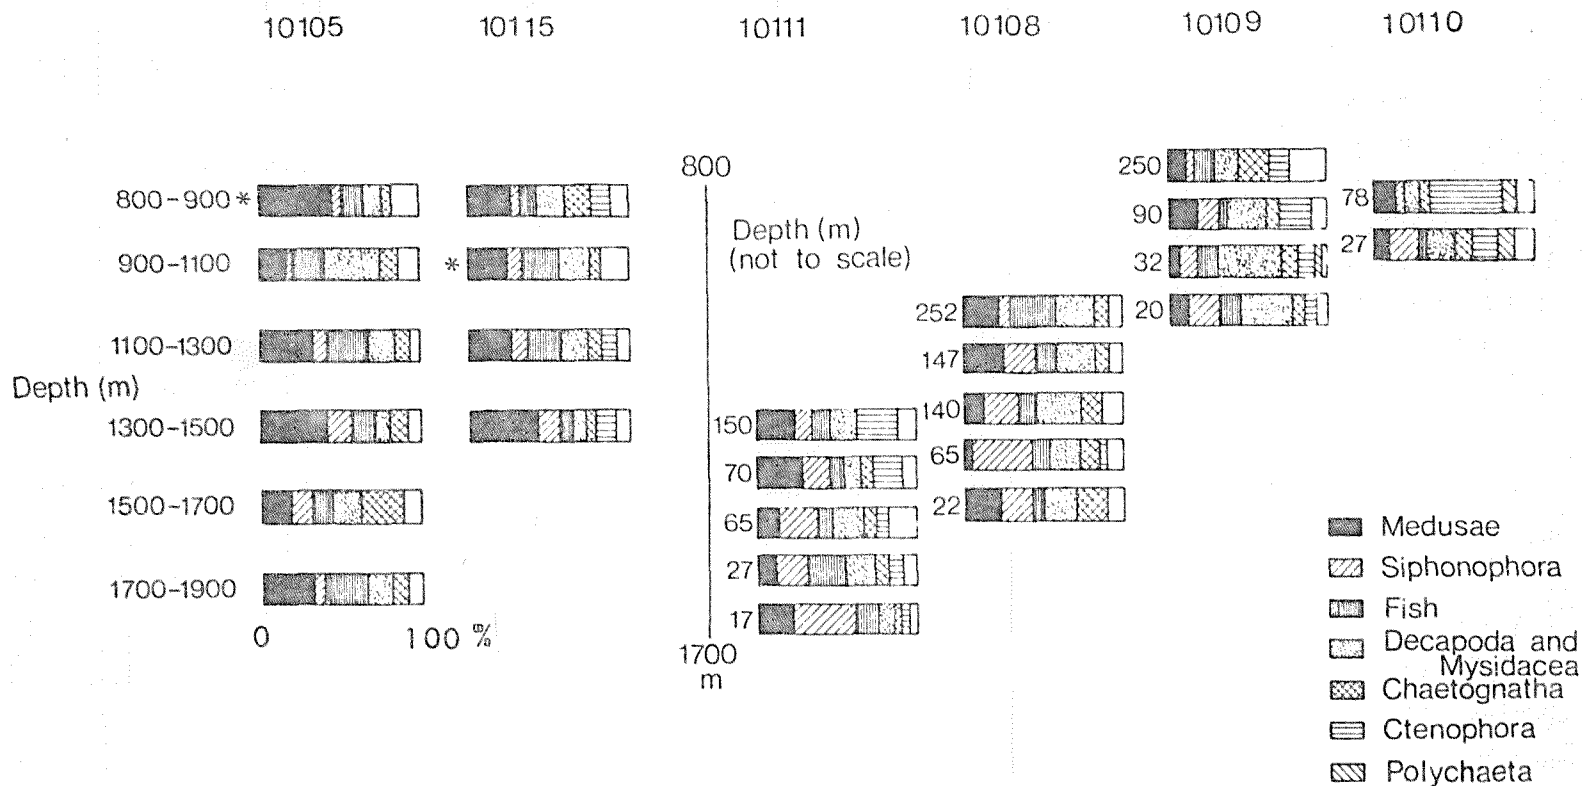 10105 10115 10111 10108 10109 10110
800
250
800-900 *
78
90
Depth (m)
(not to scale)
27
900-1100
*
32
252
20
1100-1300
147
Depth (m)
140
150
1300-1500
65
70
22
1500-1700
65
Medusae
27
Siphonophora
1700-1900
17
Fish
0 100 %
Decapoda and
Mysidacea
1700
m
Chaetognatha
Ctenophora
Polychaeta